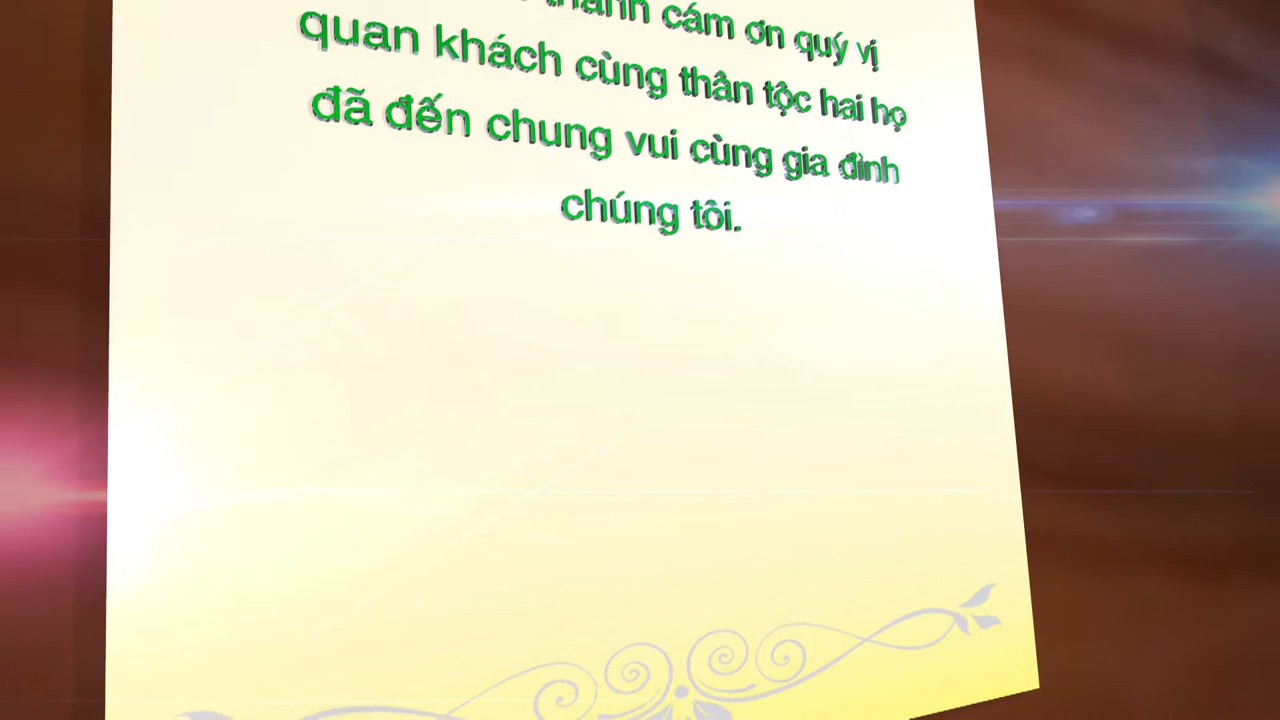 thành cám ơn quý vị
quan khách cùng thân tộc hai họ
đã đến chung vui cùng gia đình
chúng tôi.